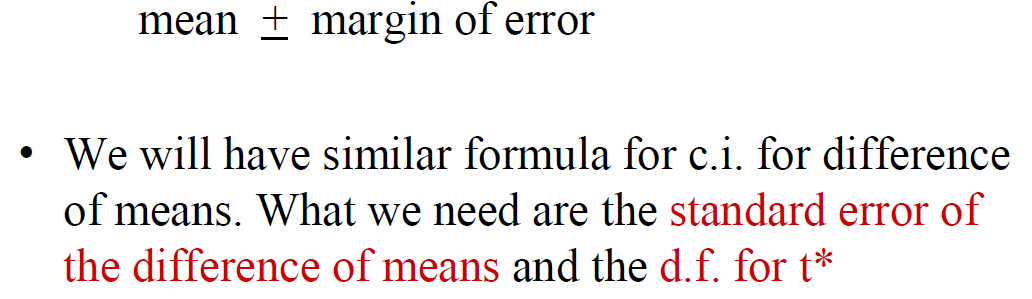 mean ± margin of error
• We will have similar formula for c.i. for difference
of means. What we need are the standard error of
the difference of means and the d.f. for t*